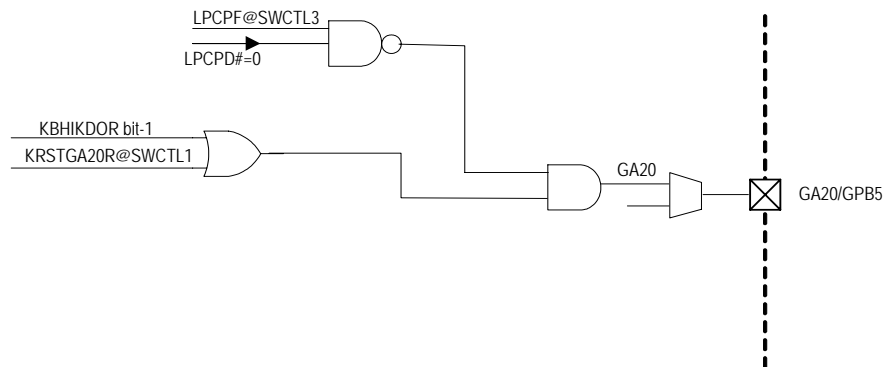 LPCPF@SWCTL3
LPCPD#=0
KBHIKDOR bit-1
KRSTGA20R@SWCTL1
GA20
GA20/GPB5